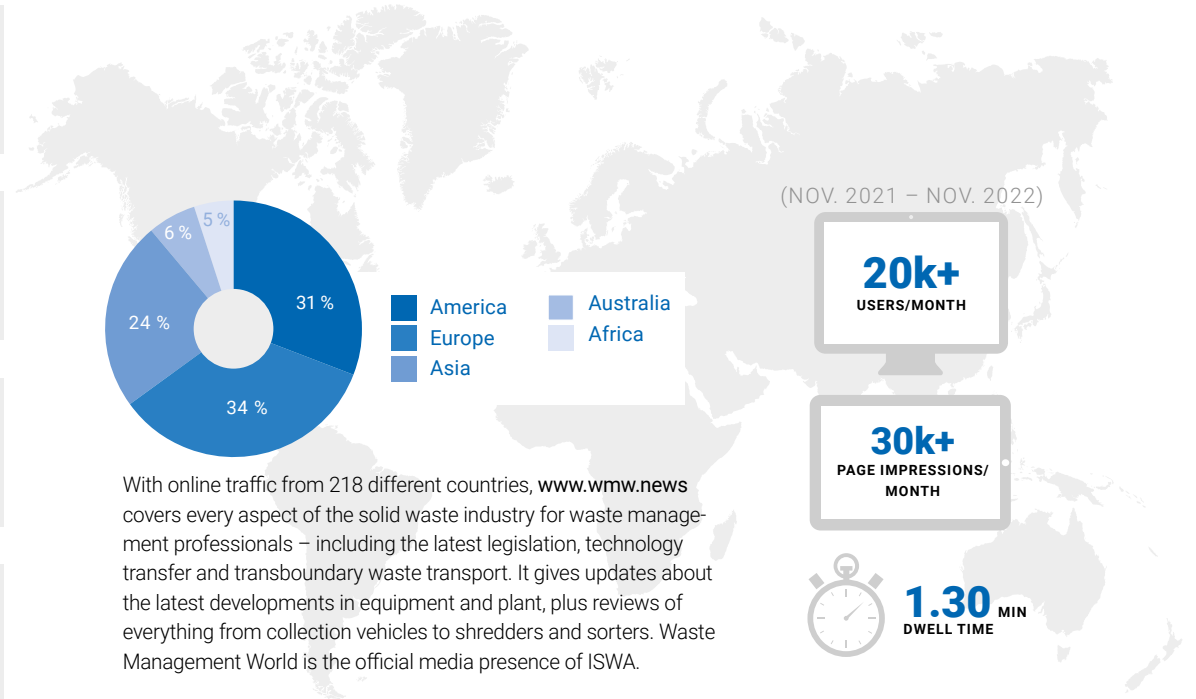 (NOV. 2021 – NOV. 2022)
5 %
6 %
31 %
24 %
34 %
America
Europe
Asia
Australia
Africa
20k+
USERS/MONTH
30k+
PAGE IMPRESSIONS/
MONTH
1.30 MIN
DWELL TIME
With online traffic from 218 different countries, www.wmw.news
covers every aspect of the solid waste industry for waste manage-
ment professionals – including the latest legislation, technology
transfer and transboundary waste transport. It gives updates about
the latest developments in equipment and plant, plus reviews of
everything from collection vehicles to shredders and sorters. Waste
Management World is the official media presence of ISWA.